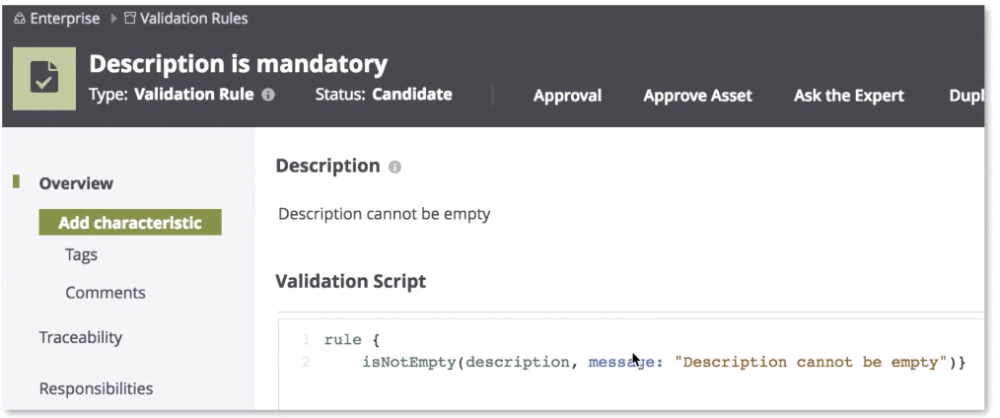 Enterprise Validation Rules
Description is mandatory
Type: Validation Rule Status: Candidate Approval Approve Asset Ask the Expert Dupl
Overview
Add characteristic
Tags
Comments
Traceability
Responsibilities
Description
Description cannot be empty
Validation Script
1 rule {
2 isNotEmpty(description, message: "Description cannot be empty")}